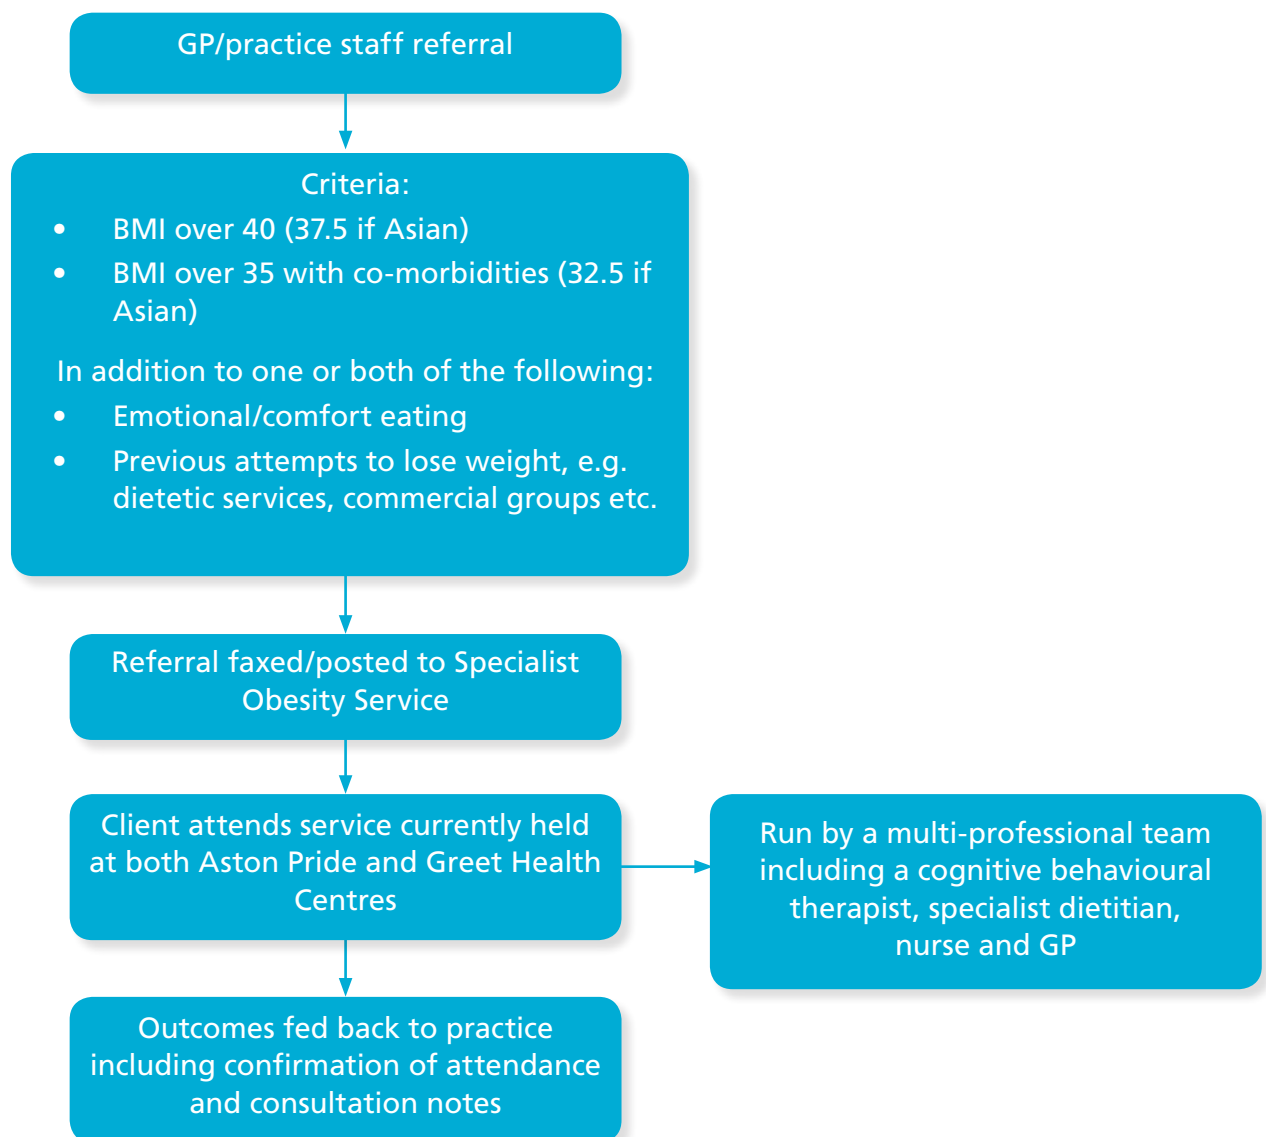 GP/practice staff referral
Criteria:
• BMI over 40 (37.5 if Asian)
• BMI over 35 with co-morbidities (32.5 if
Asian)
In addition to one or both of the following:
• Emotional/comfort eating
• Previous attempts to lose weight, e.g.
dietetic services, commercial groups etc.
Referral faxed/posted to Specialist
Obesity Service
Client attends service currently held
at both Aston Pride and Greet Health
Centres
Run by a multi-professional team
including a cognitive behavioural
therapist, specialist dietitian,
nurse and GP
Outcomes fed back to practice
including confirmation of attendance
and consultation notes